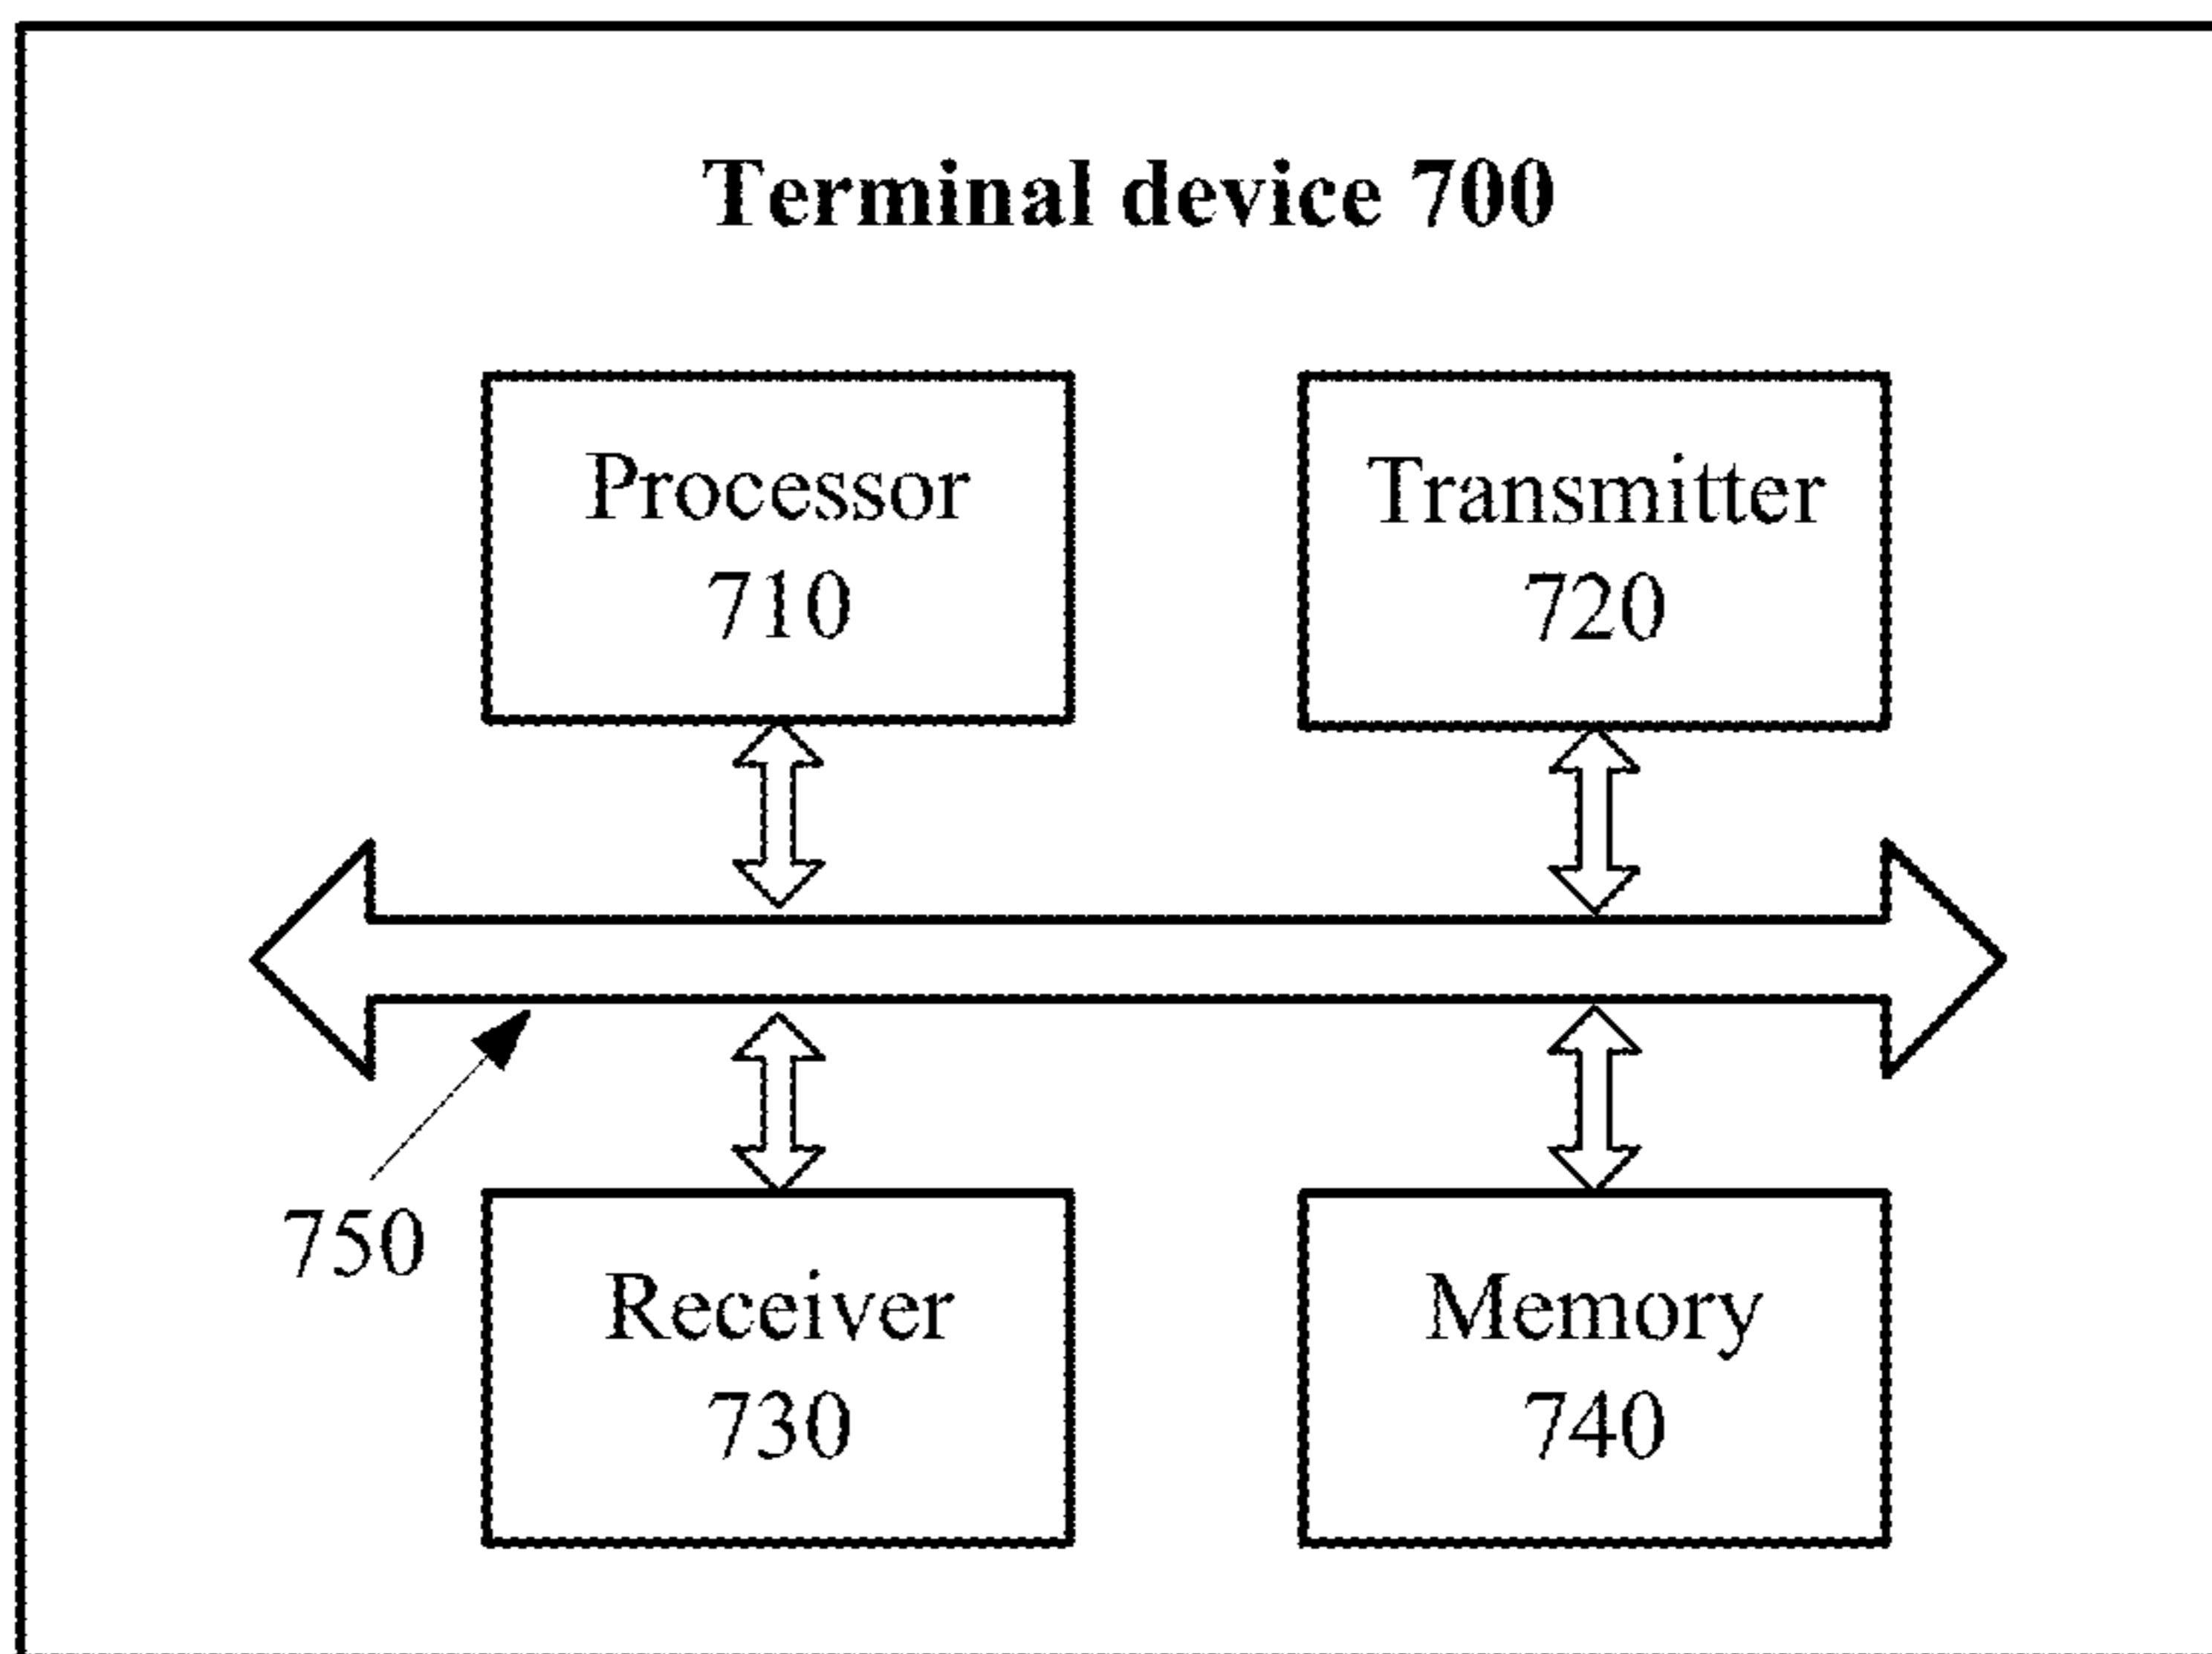 Terminal device 700
Processor
710
Transmitter
720
750
Receiver
730
Memory
740